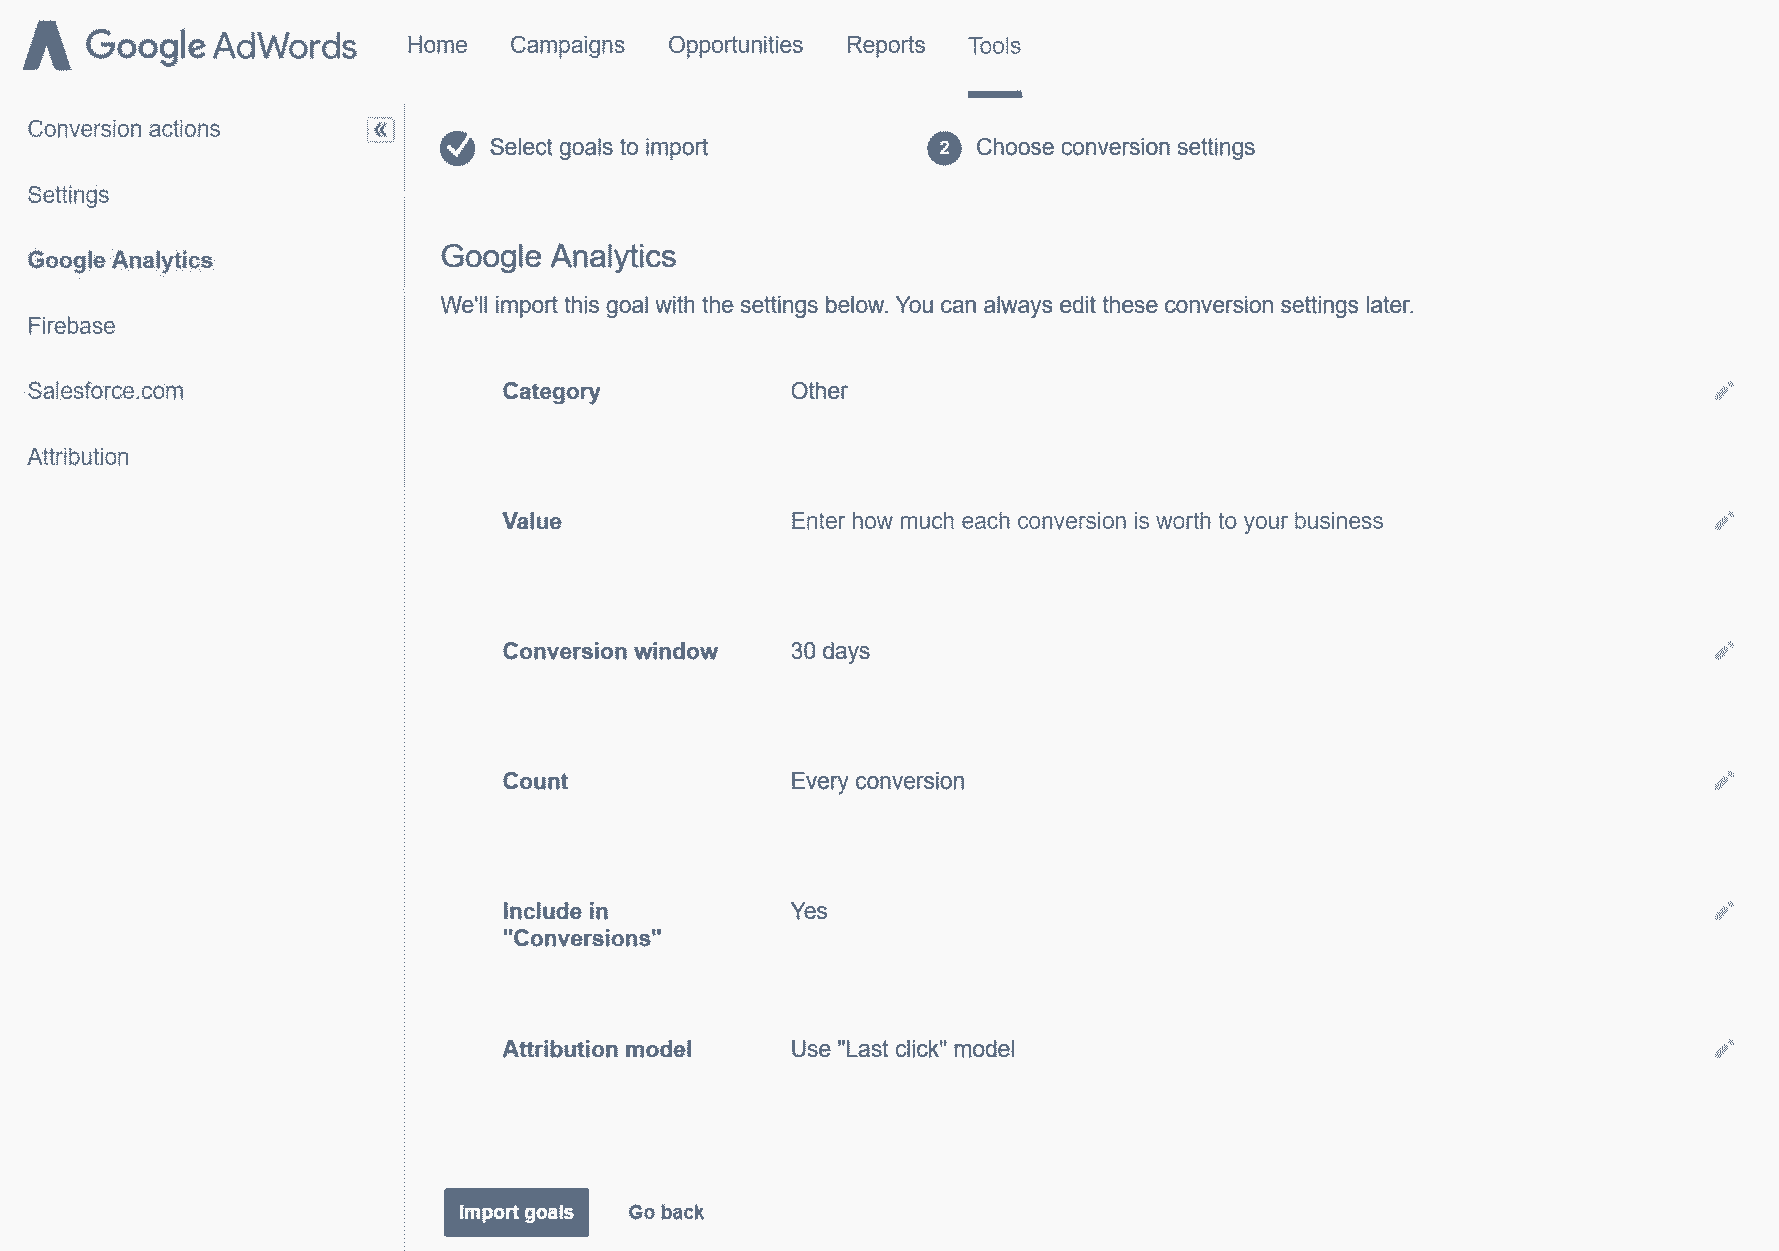 Google AdWords Home Campaigns Opportunities Reports Tools
Conversion actions «
Settings
Google Analytics
Firebase
Salesforce.com
Attribution
Select goals to import 2 Choose conversion settings
Google Analytics
We'll import this goal with the settings below. You can always edit these conversion settings later.
Category Other
Value Enter how much each conversion is worth to your business
Conversion window 30 days
Count Every conversion
Include in Yes
"Conversions"
Attribution model Use "Last click" model
Import goals Go back